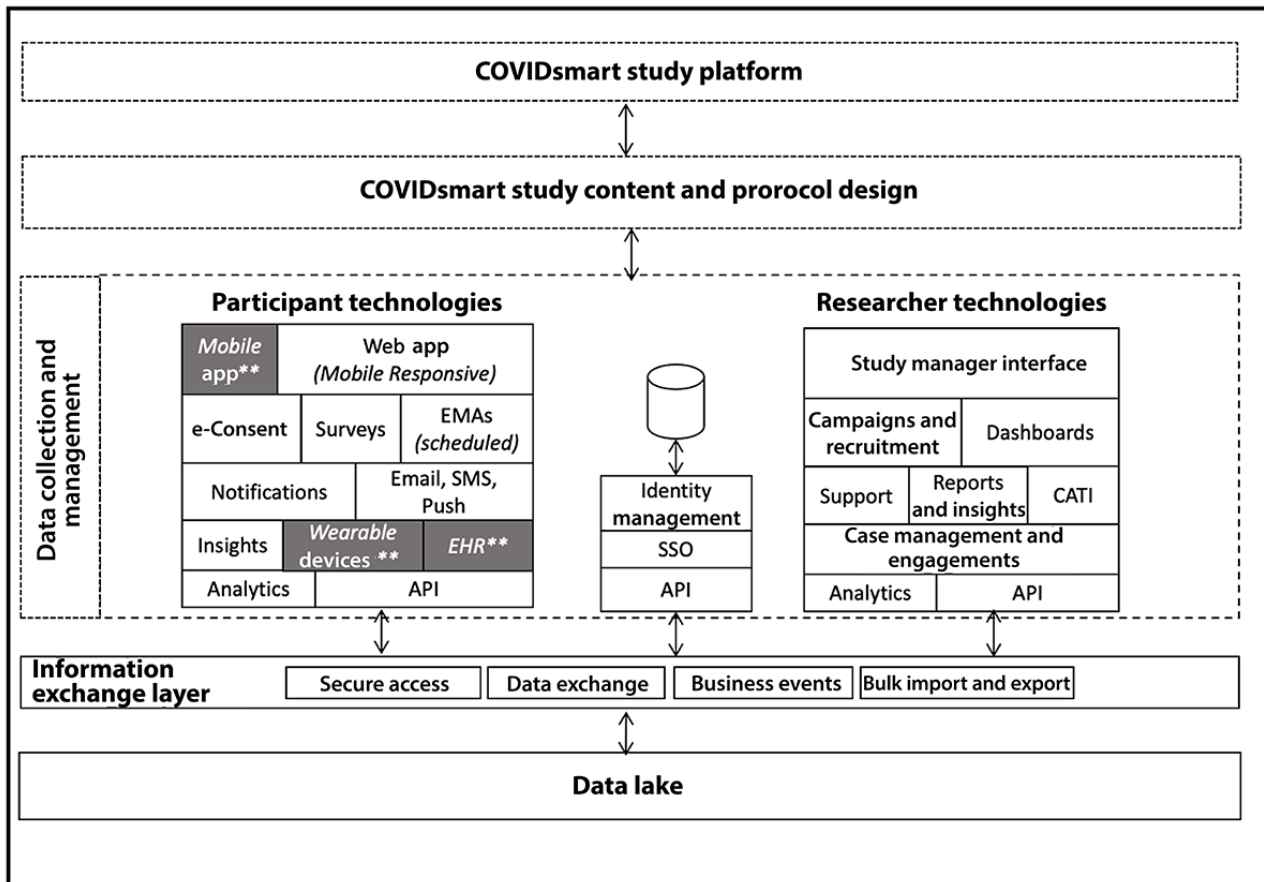 COVIDsmart study platform
COVIDsmart study content and prorocol design
Data collection and
management
Participant technologies
Mobile
app**
Web app
(Mobile Responsive)
e-Consent
Surveys
EMAs
(scheduled)
Notifications
Email, SMS,
Push
Insights
Wearable
devices **
EHR**
Analytics
API
Identity
management
SSO
API
Researcher technologies
Study manager interface
Campaigns and
recruitment
Dashboards
Support
Reports
and insights
CATI
Case management and
engagements
Analytics
API
Information
exchange layer
Secure access
Data exchange
Business events
Bulk import and export
Data lake